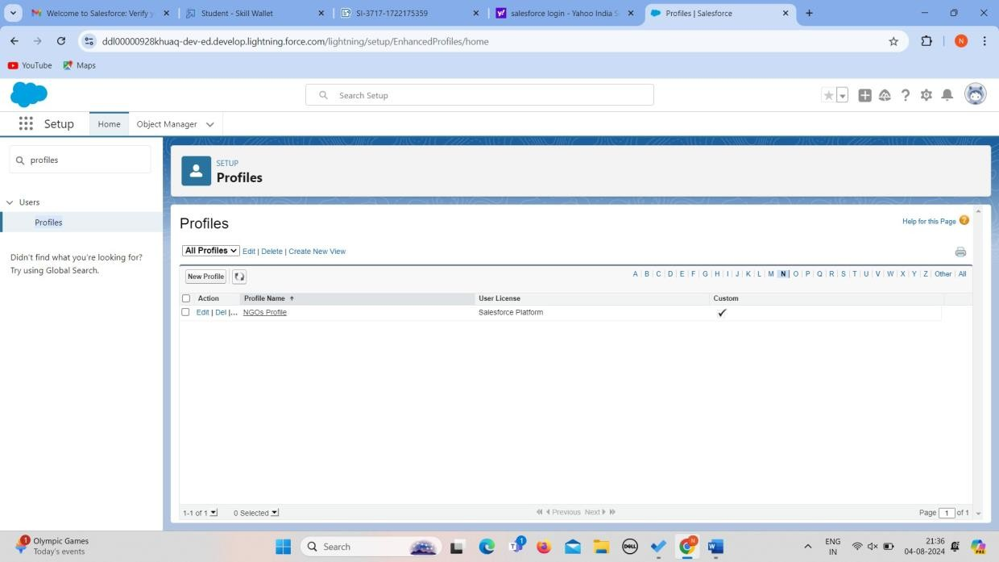 Welcome to Salesforce: Verify y
Student - Skill Wallet
SI-3717-1722175359
salesforce login - Yahoo India S
Profiles | Salesforce
ddl00000928khuaq-dev-ed.develop.lightning.force.com/lightning/setup/EnhancedProfiles/home
N
YouTube
Maps
Search Setup
Setup
Home
Object Manager
profiles
Users
Profiles
Didn't find what you're looking for?
Try using Global Search.
SETUP
Profiles
Profiles
Help for this Page
All Profiles
Edit | Delete | Create New View
New Profile
A | B | C | D | E | F | G | H | I | J | K | L | M | N | O | P | Q | R | S | T | U | V | W | X | Y | Z | Other | All
Action Profile Name User License Custom
Edit | Del |... NGOs Profile Salesforce Platform
1-1 of 1 0 Selected Previous Next Page 1 of 1
1
Olympic Games
Today's events
Search
1
DELL
N
W
ENG
IN
21:36
04-08-2024
PRE